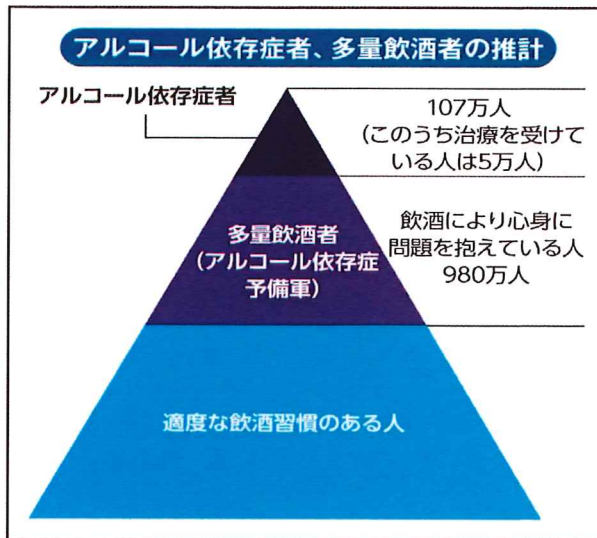 アルコール依存症者、多量飲酒者の推計
アルコール依存症者
107万人
(このうち治療を受けて
いる人は5万人)
多量飲酒者
(アルコール依存症
予備軍)
飲酒により心身に
問題を抱えている人
980万人
適度な飲酒習慣のある人